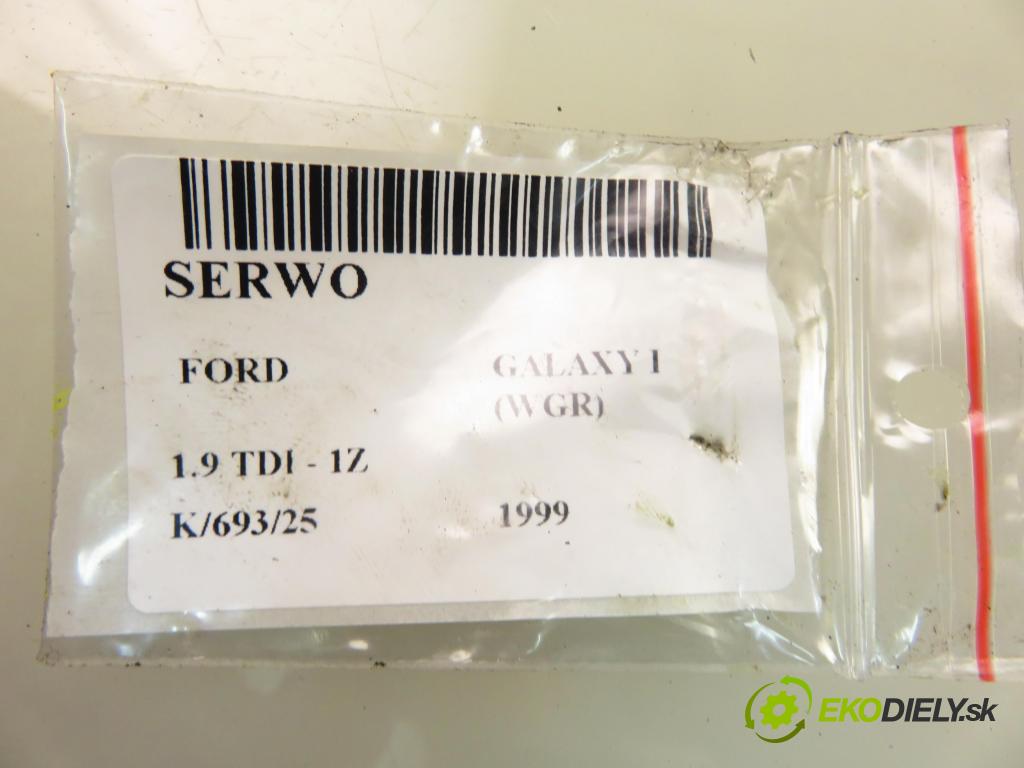 SERWO
FORD GALAXY I
(WGR)
1.9 TDI - 1Z
K/693/25 1999
EKODIELY.sk